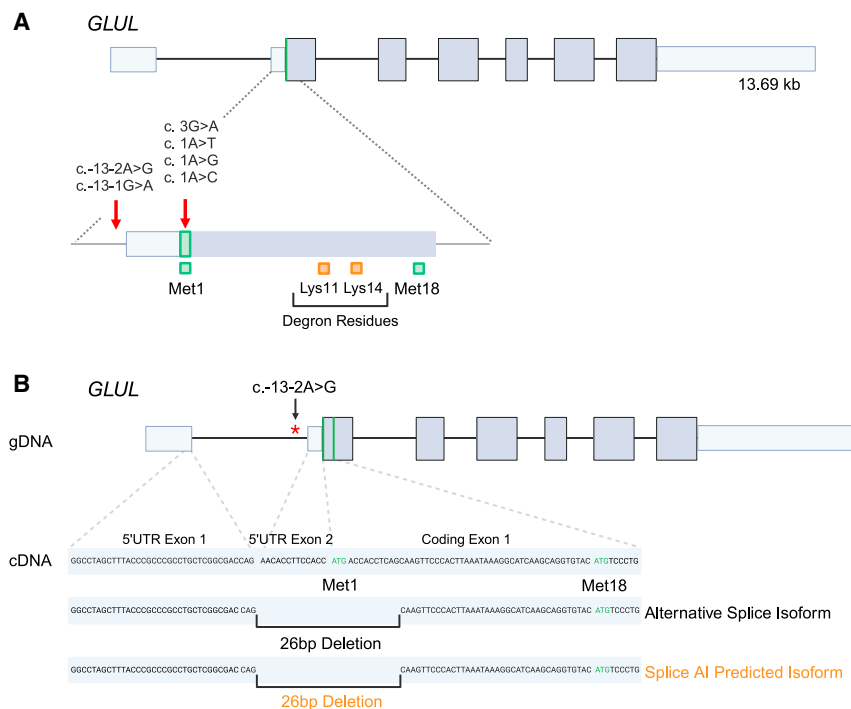 A
GLUL
13.69 kb
c. 3G>A
c. 1A>T
c. 1A>G
c. 1A>C
c.-13-2A>G
c.-13-1G>A
Met1
Lys11 Lys14 Met18
Degron Residues
B
GLUL
c.-13-2A>G
*
gDNA
5'UTR Exon 1 5'UTR Exon 2 Coding Exon 1
cDNA
GGCCTAGCTTTACCCGCCCGCCTGCTCGGCGACCAG AACACCTTCCACC ATG ACCACCTCAGCAAGTTCCCACTTAAATAAAGGCATCAAGCAGGTGTAC ATGTCCCTG
Met1 Met18
GGCCTAGCTTTACCCGCCCGCCTGCTCGGCGAC CAG CAAGTTCCCACTTAAATAAAGGCATCAAGCAGGTGTAC ATGTCCCTG Alternative Splice Isoform
26bp Deletion
GGCCTAGCTTTACCCGCCCGCCTGCTCGGCGAC CAG CAAGTTCCCACTTAAATAAAGGCATCAAGCAGGTGTAC ATGTCCCTG Splice AI Predicted Isoform
26bp Deletion